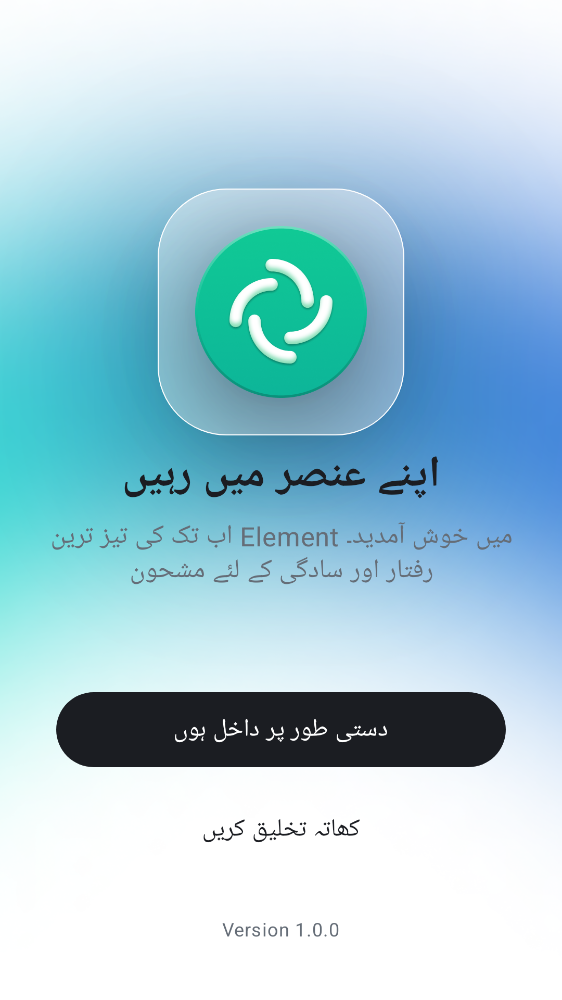 اپنے عنصر میں رہیں
میں خوش آمدید۔ Element اب تک کی تیز ترین
رفتار اور سادگی کے لئے مشحون
دستی طور پر داخل ہوں
کھاتہ تخلیق کریں
Version 1.0.0